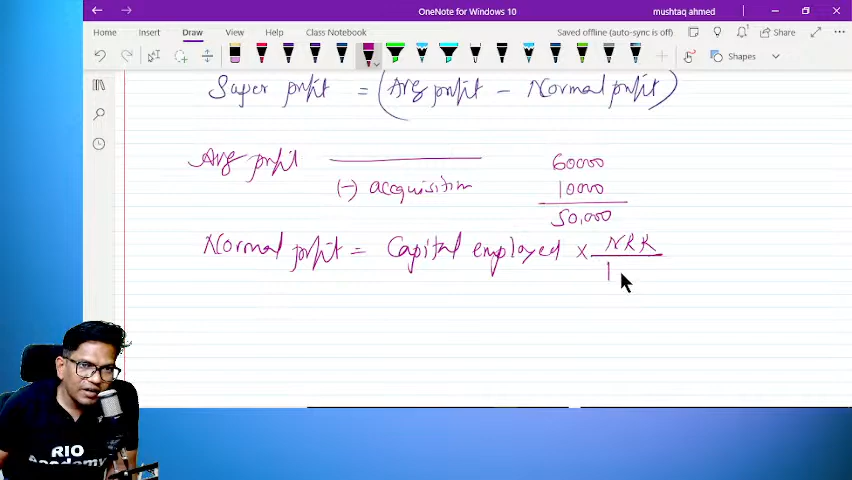 OneNote for Windows 10
mushtaq ahmed
Home Insert Draw View Help Class Notebook Saved offline (auto-sync is off) Share
Shapes
Super profit = (Avg profit - Normal profit)
Avg profit 60000
(-) acquisition 10000
50,000
Normal profit = Capital employed × NRR
1
RIO
Academy